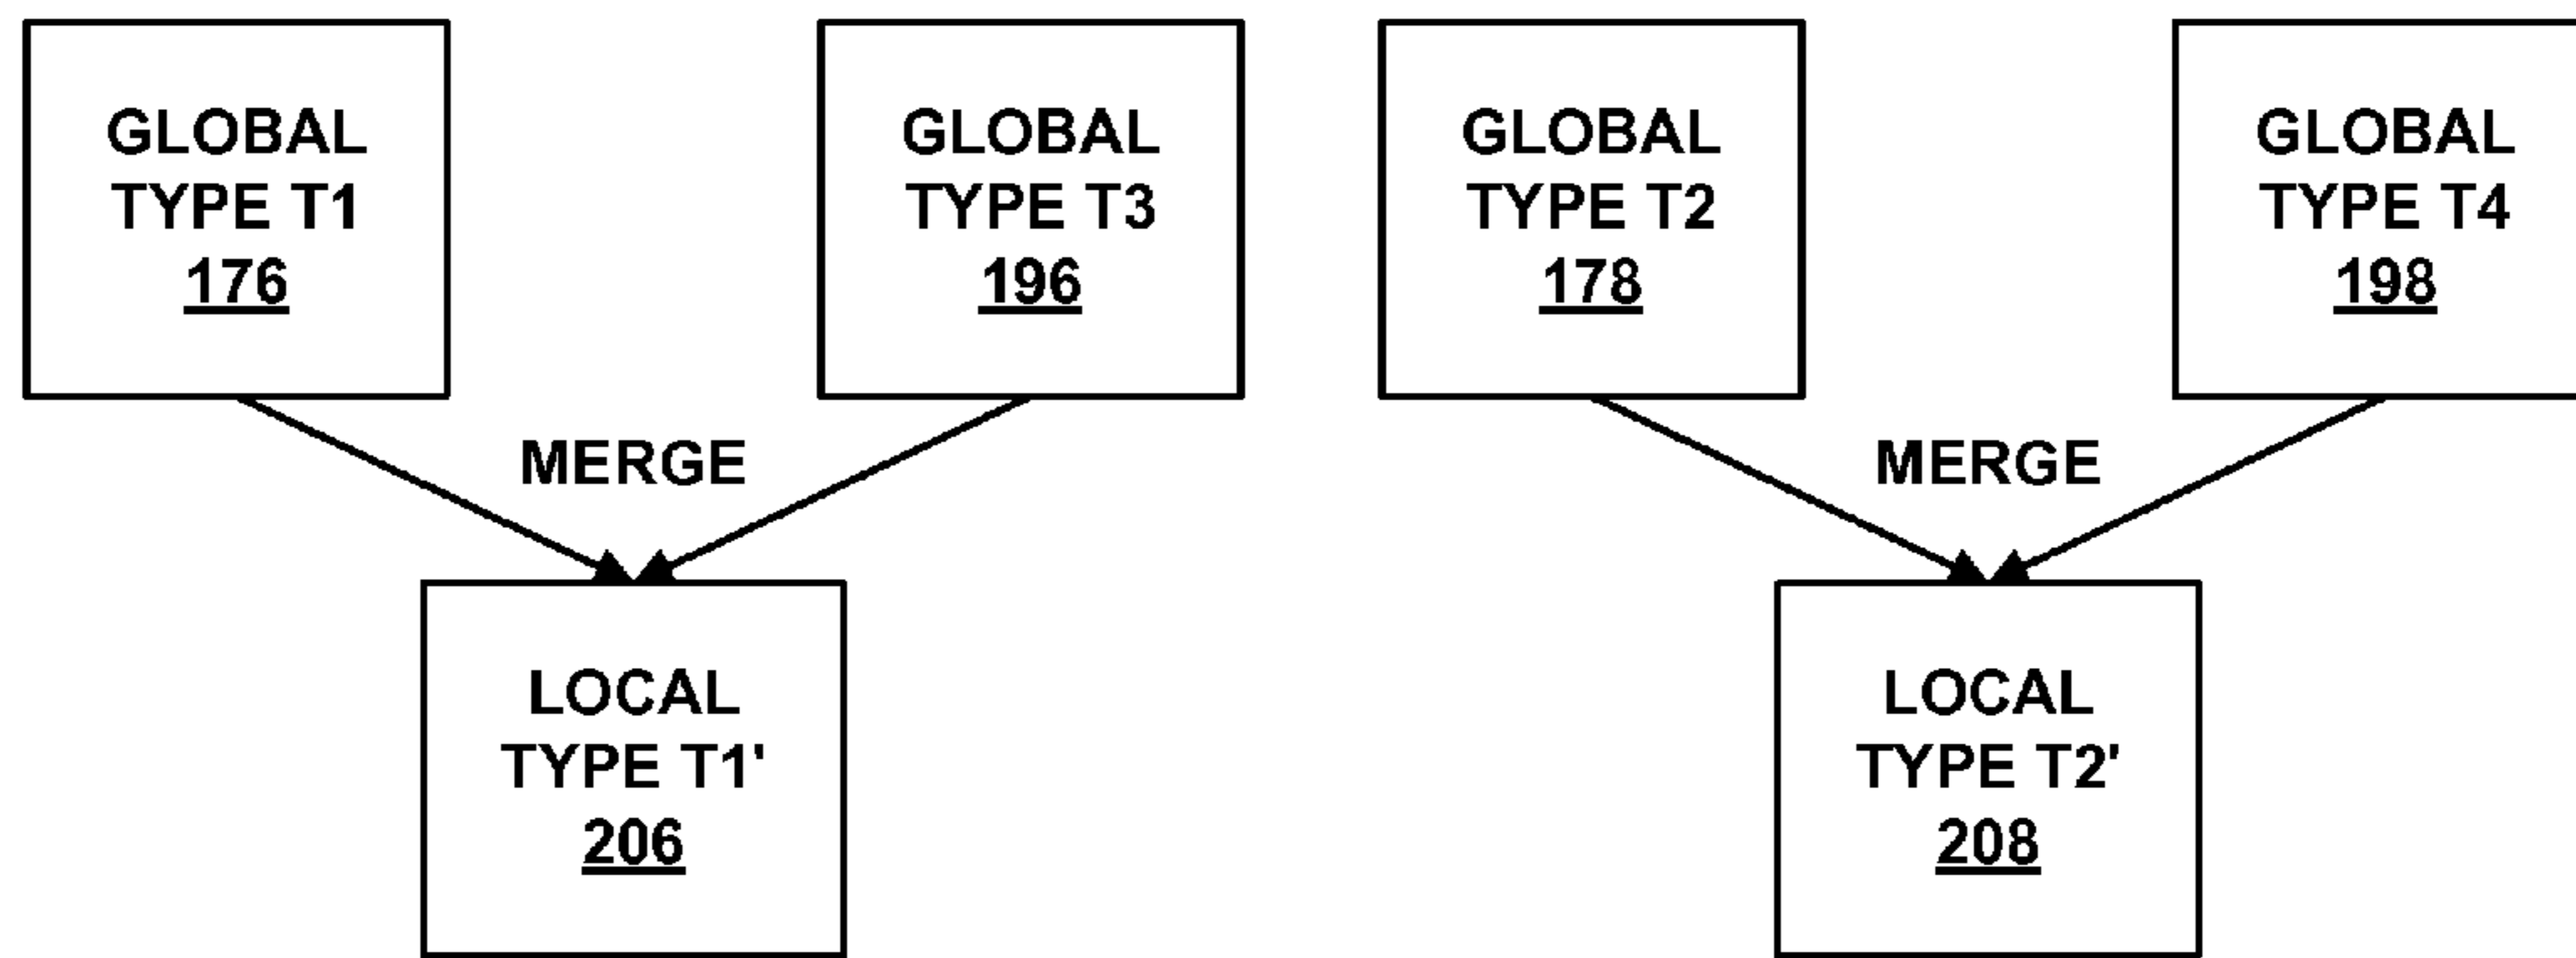 GLOBAL
TYPE T1
176
GLOBAL
TYPE T3
196
GLOBAL
TYPE T2
178
GLOBAL
TYPE T4
198
MERGE
MERGE
LOCAL
TYPE T1'
206
LOCAL
TYPE T2'
208